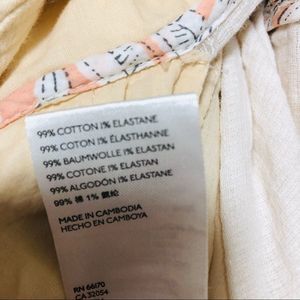 99% COTTON 1% ELASTANE
99% COTON 1% ÉLASTHANNE
99% BAUMWOLLE 1% ELASTAN
99% COTONE 1% ELASTAN
99% ALGODÓN 1% ELASTANE
99% 棉 1% 氨纶
MADE IN CAMBODIA
HECHO EN CAMBOYA
RN 66170
CA 32054